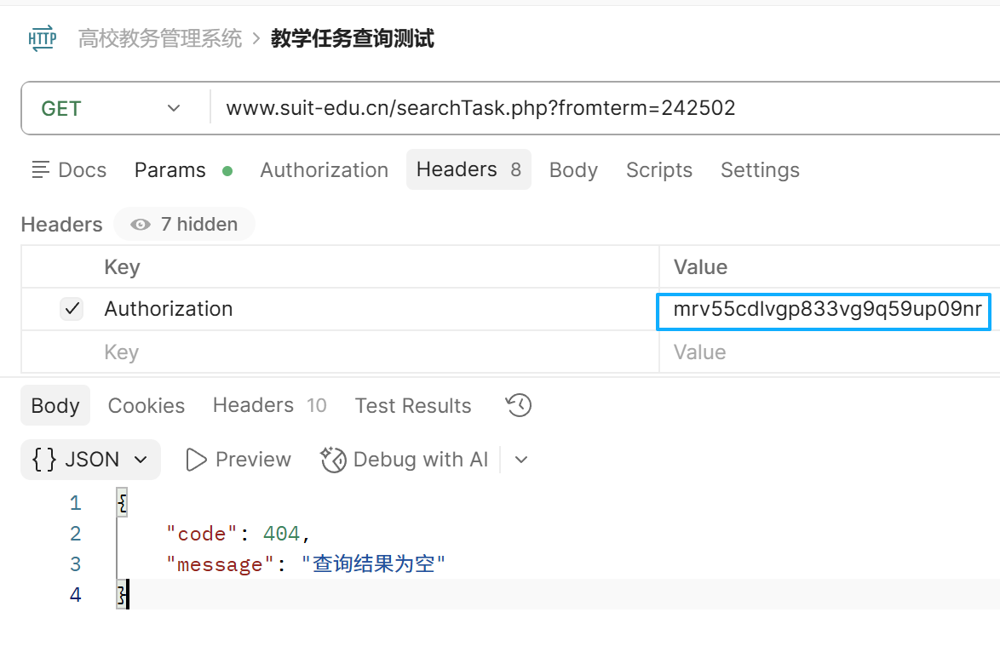 HTTP 高校教务管理系统 > 教学任务查询测试
GET www.suit-edu.cn/searchTask.php?fromterm=242502
Docs Params Authorization Headers 8 Body Scripts Settings
Headers 7 hidden
Key Value
Authorization mrv55cdlvgp833vg9q59up09nr
Key Value
Body Cookies Headers 10 Test Results
{} JSON Preview Debug with AI
1 {
2 "code": 404,
3 "message": "查询结果为空"
4 }